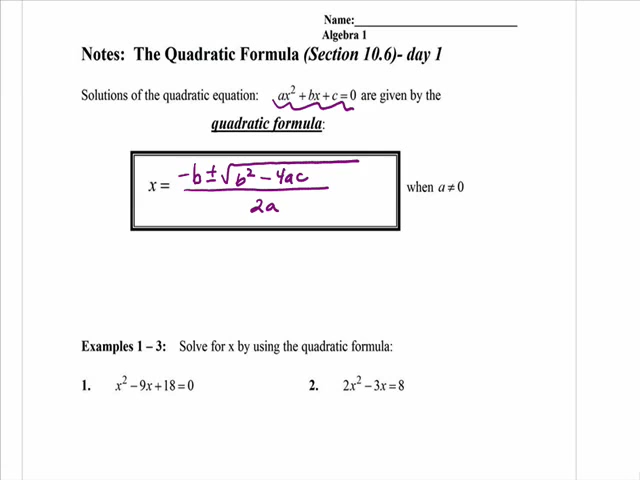 Name:____________________
Algebra 1
Notes: The Quadratic Formula (Section 10.6)- day 1
Solutions of the quadratic equation: ax² + bx + c = 0 are given by the
quadratic formula:
x = -b ± √(b² - 4ac) / 2a when a ≠ 0
Examples 1 – 3: Solve for x by using the quadratic formula:
1. x² − 9x + 18 = 0 2. 2x² − 3x = 8